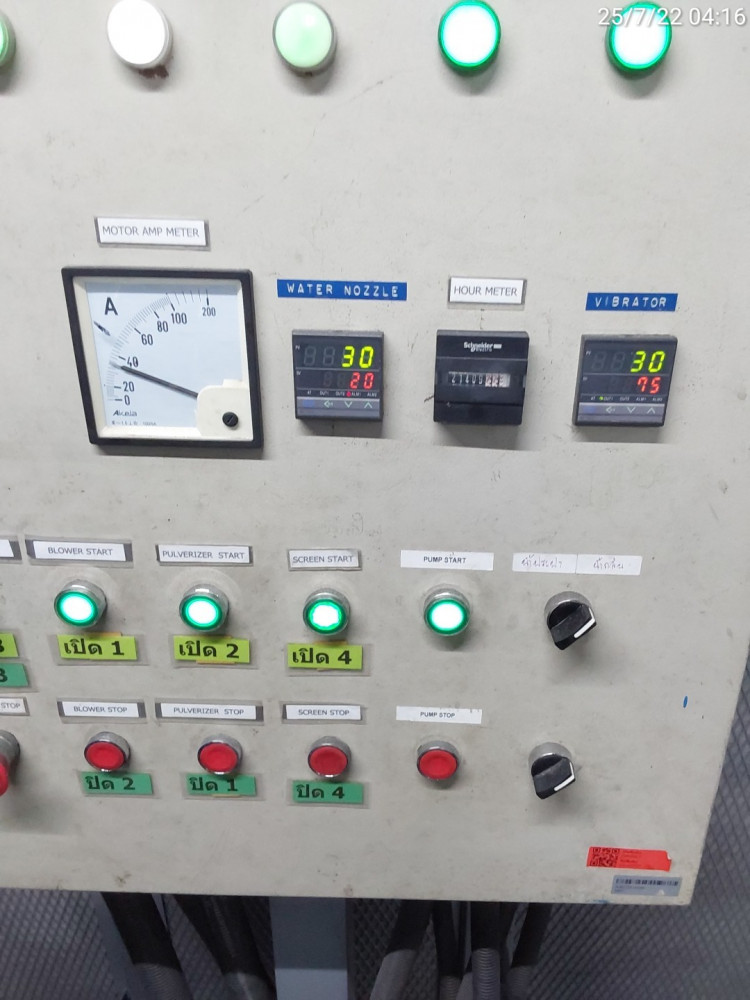 25/7/22 04:16
MOTOR AMP METER
WATER NOZZLE
HOUR METER
VIBRATOR
A
200
100
80
60
40
20
0
30
20
Schneider
30
75
BLOWER START
PULVERIZER START
SCREEN START
PUMP START
เปิด 1
เปิด 2
เปิด 4
3
3
STOP
BLOWER STOP
PULVERIZER STOP
SCREEN STOP
PUMP STOP
ปิด 2
ปิด 1
ปิด 4